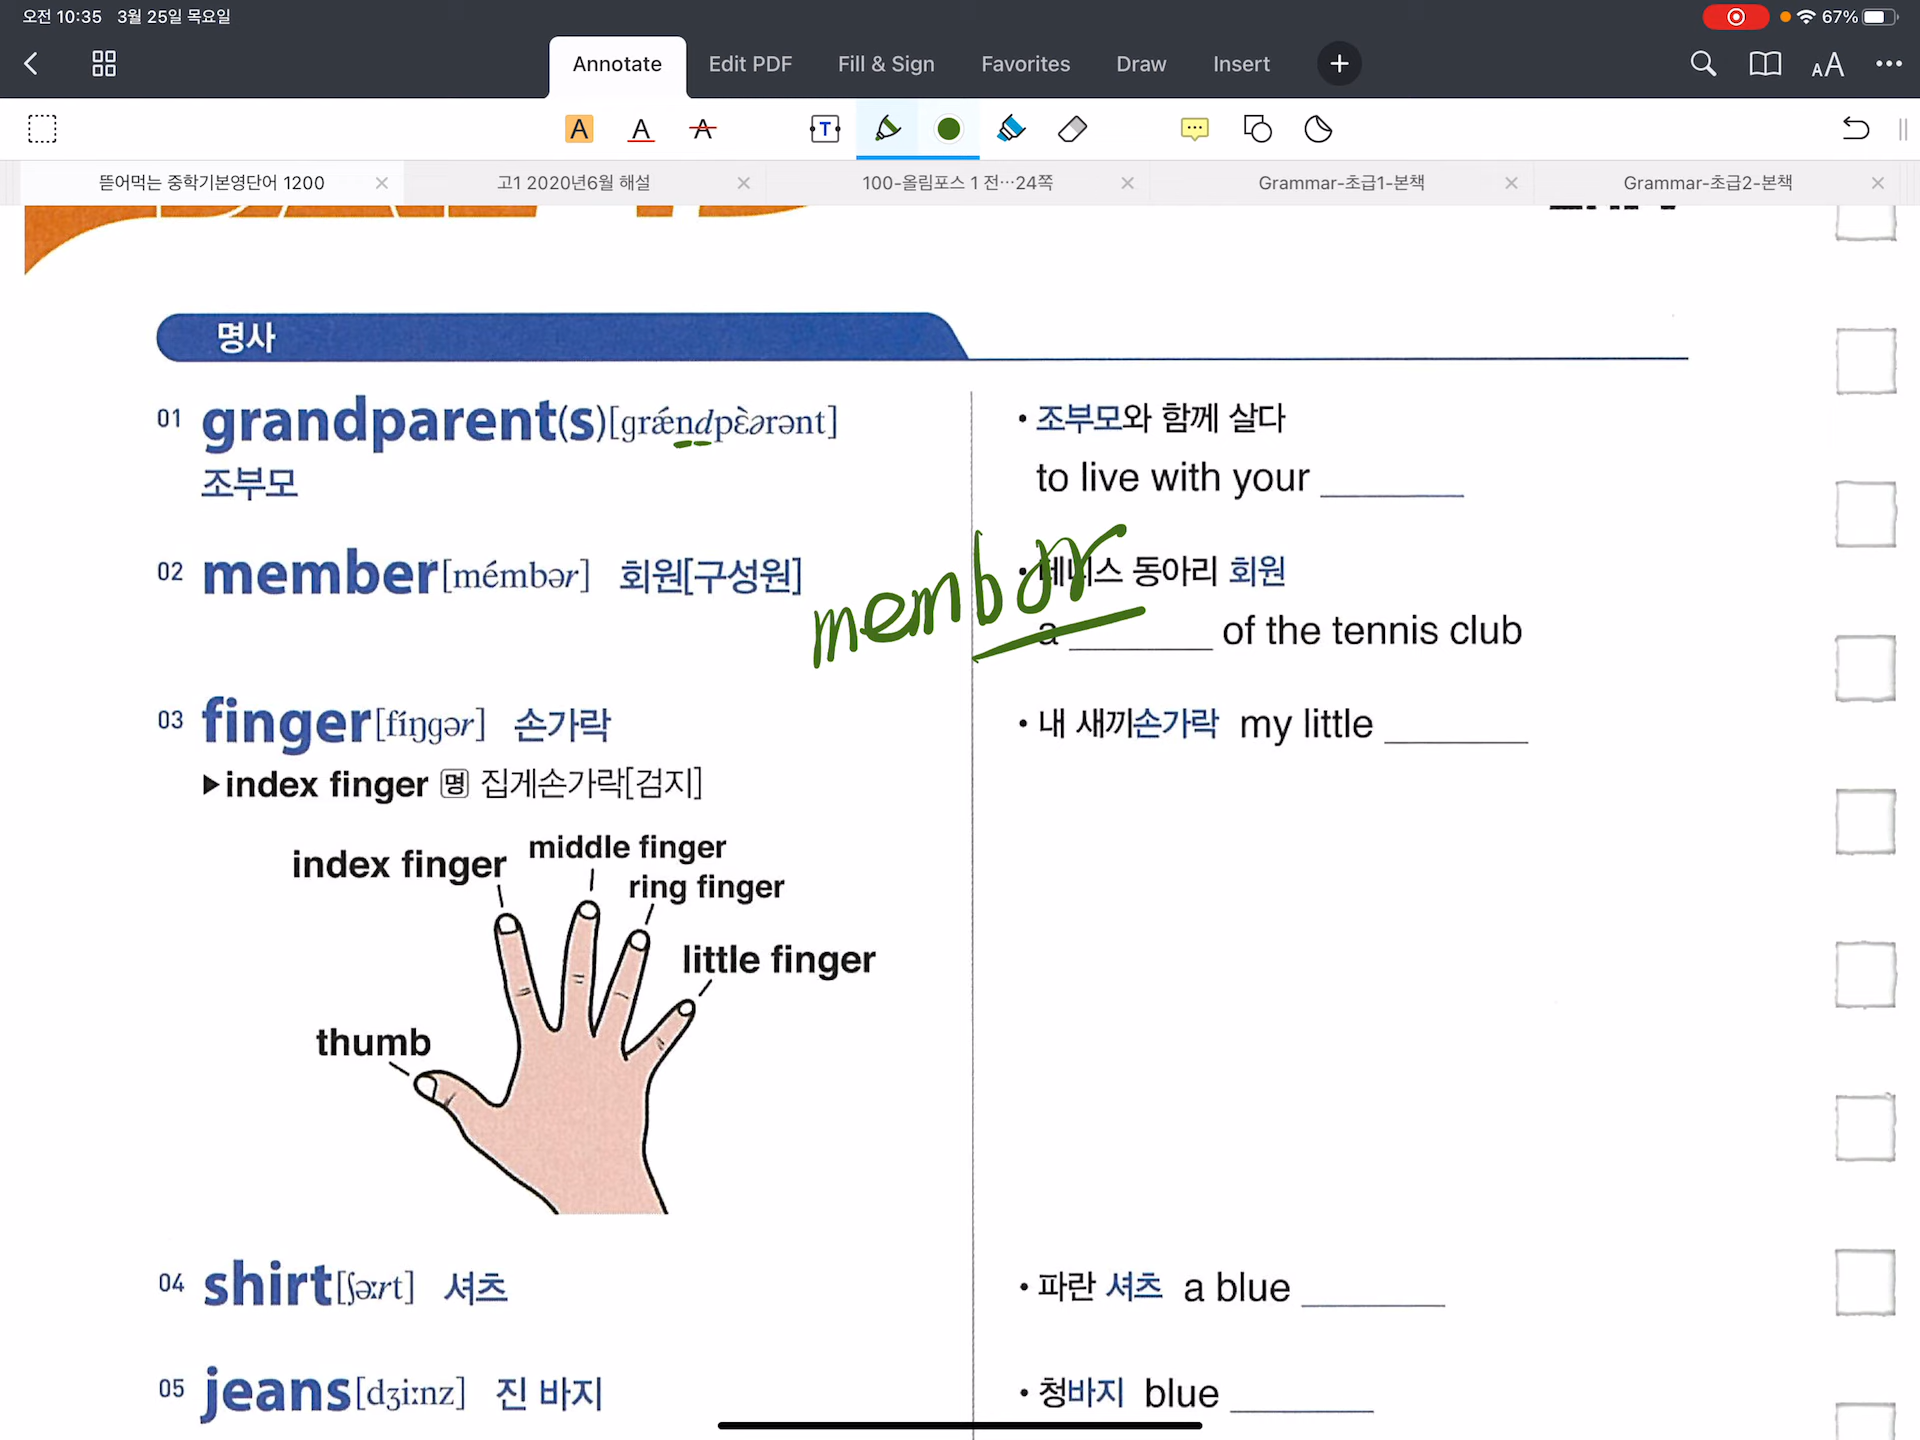 오전 10:35 3월 25일 목요일 67%
Annotate Edit PDF Fill & Sign Favorites Draw Insert
뜯어먹는 중학기본영단어 1200 고1 2020년6월 해설 100-올림포스 1 전…24쪽 Grammar-초급1-본책 Grammar-초급2-본책
명사
01 grandparent(s)[grǽndpɛ̀ərənt]
조부모
• 조부모와 함께 살다
to live with your ________
02 member[mémbər] 회원[구성원]
member
• 테니스 동아리 회원
a ________ of the tennis club
03 finger[fíŋgər] 손가락
▶index finger 명 집게손가락[검지]
• 내 새끼손가락 my little ________
index finger
middle finger
ring finger
little finger
thumb
04 shirt[ʃəːrt] 셔츠
• 파란 셔츠 a blue ________
05 jeans[dʒiːnz] 진 바지
• 청바지 blue ________